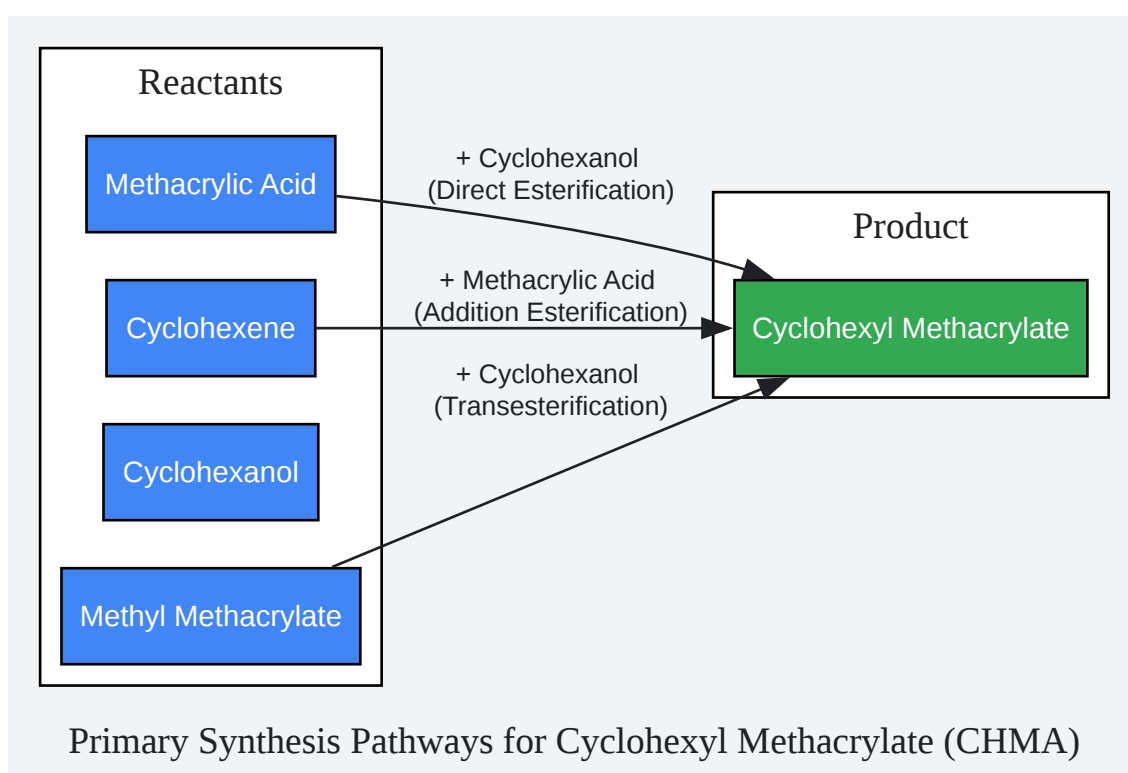 Reactants
Methacrylic Acid
Cyclohexene
Cyclohexanol
Methyl Methacrylate
+ Cyclohexanol
(Direct Esterification)
+ Methacrylic Acid
(Addition Esterification)
+ Cyclohexanol
(Transesterification)
Product
Cyclohexyl Methacrylate
Primary Synthesis Pathways for Cyclohexyl Methacrylate (CHMA)